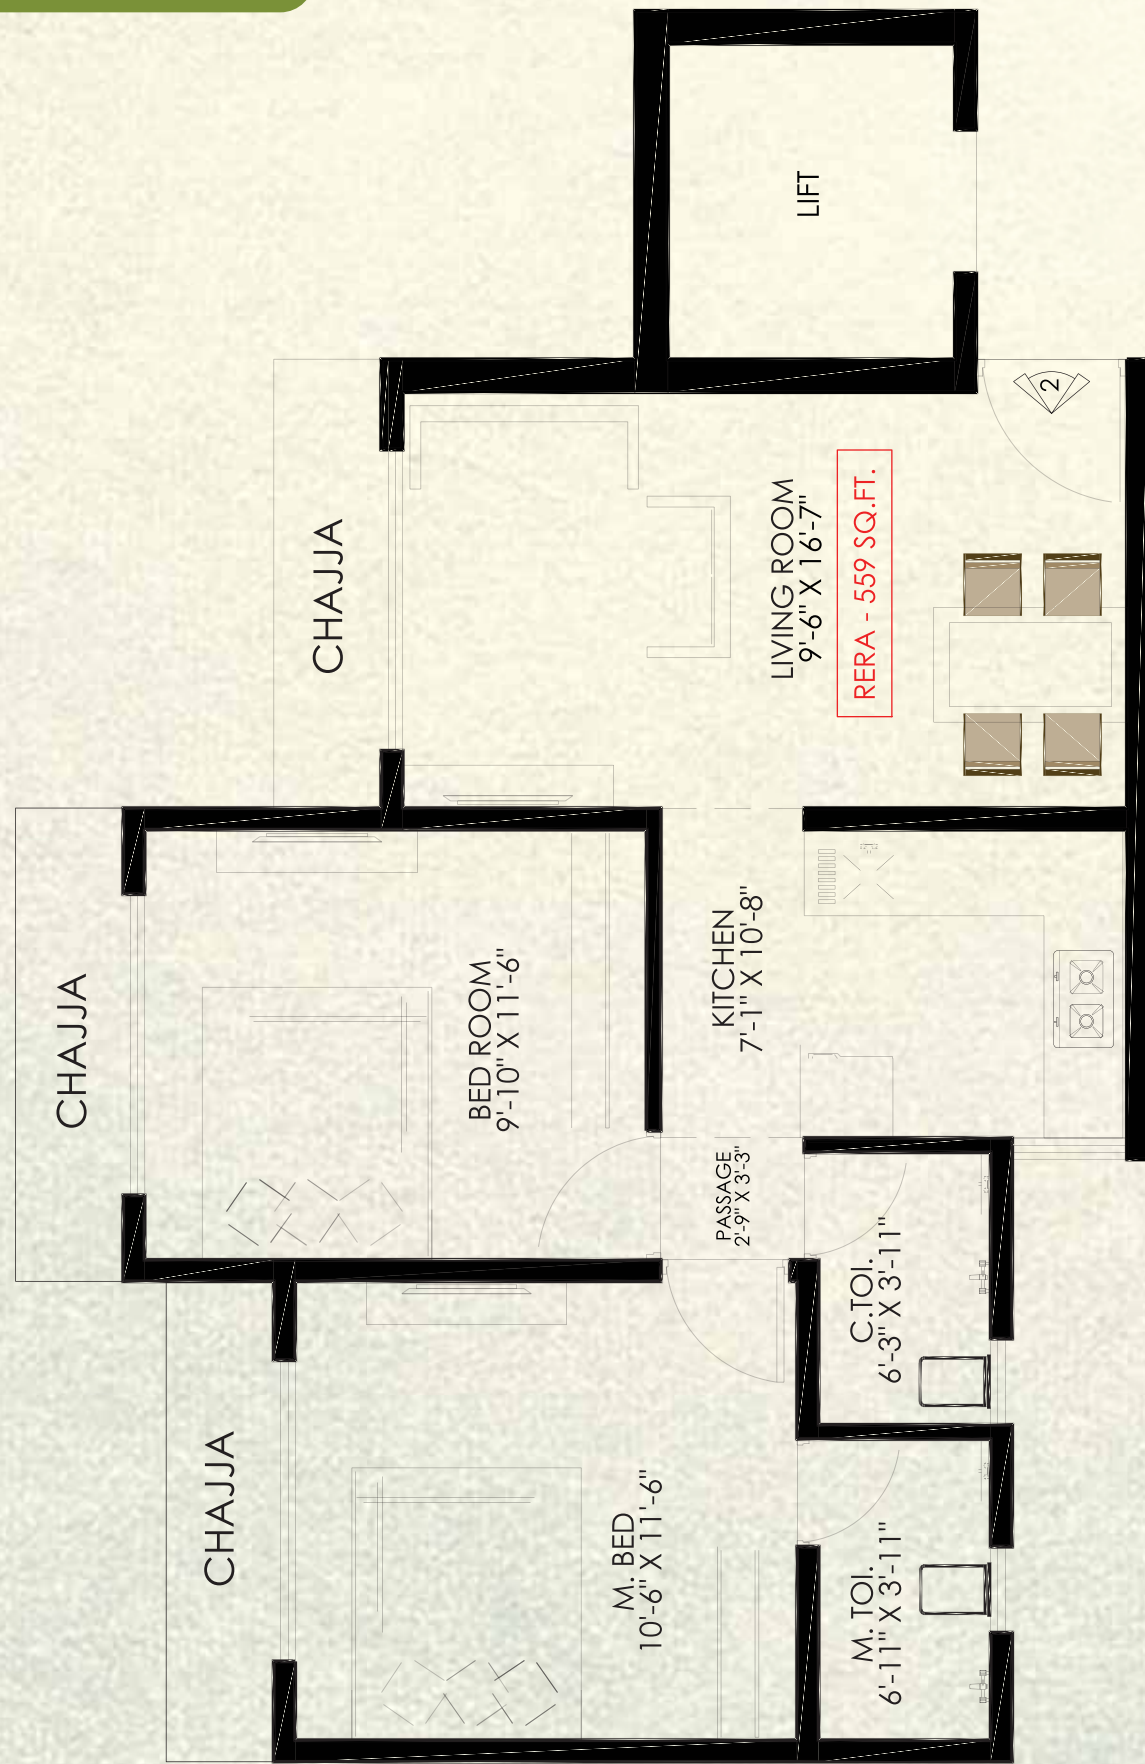 LIFT
2
CHAJJA
LIVING ROOM
9'-6" X 16'-7"
RERA - 559 SQ.FT.
CHAJJA
BED ROOM
9'-10" X 11'-6"
KITCHEN
7'-1" X 10'-8"
PASSAGE
2'-9" X 3'-3"
C.TOI.
6'-3" X 3'-11"
CHAJJA
M. BED
10'-6" X 11'-6"
M. TOI.
6'-11" X 3'-11"